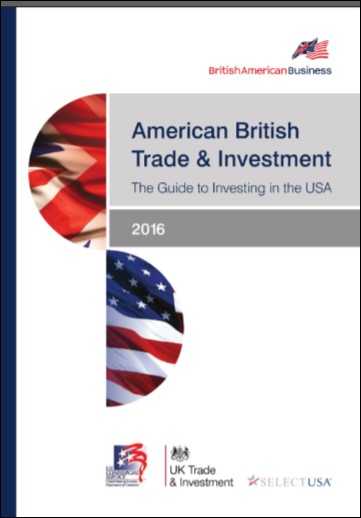 BritishAmericanBusiness
American British
Trade & Investment
The Guide to Investing in the USA
2016
UK Trade
& Investment
SELECTUSA